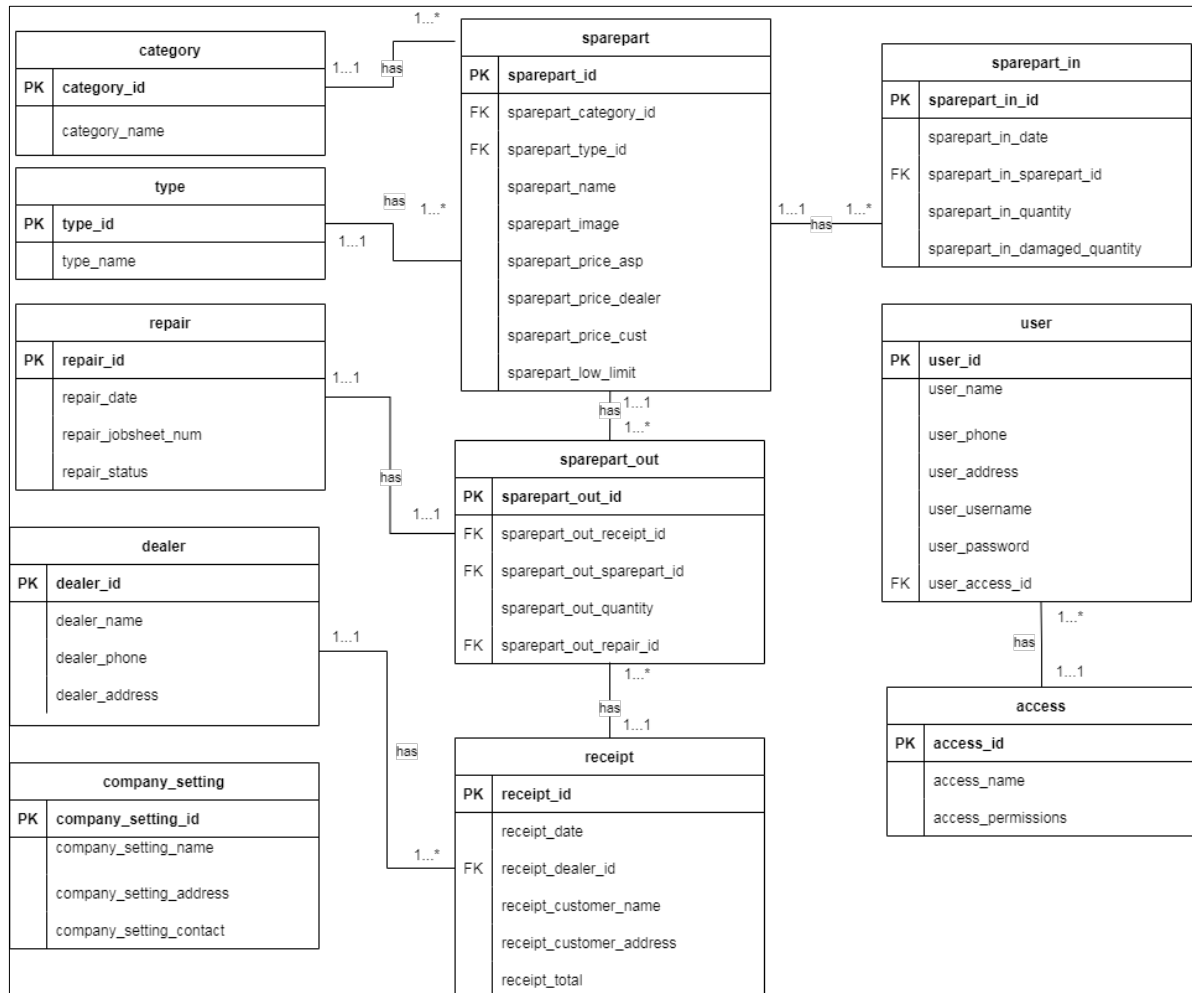 category
PK category_id
category_name
1...1
has
1...*
type
PK type_id
type_name
1...1
has
1...*
sparepart
PK sparepart_id
FK sparepart_category_id
FK sparepart_type_id
sparepart_name
sparepart_image
sparepart_price_asp
sparepart_price_dealer
sparepart_price_cust
sparepart_low_limit
1...1
has
1...*
sparepart_in
PK sparepart_in_id
sparepart_in_date
FK sparepart_in_sparepart_id
sparepart_in_quantity
sparepart_in_damaged_quantity
repair
PK repair_id
repair_date
repair_jobsheet_num
repair_status
1...1
has
1...1
1...1
has
1...*
sparepart_out
PK sparepart_out_id
FK sparepart_out_receipt_id
FK sparepart_out_sparepart_id
sparepart_out_quantity
FK sparepart_out_repair_id
1...*
has
1...1
user
PK user_id
user_name
user_phone
user_address
user_username
user_password
FK user_access_id
1...*
has
1...1
access
PK access_id
access_name
access_permissions
dealer
PK dealer_id
dealer_name
dealer_phone
dealer_address
1...1
has
1...*
company_setting
PK company_setting_id
company_setting_name
company_setting_address
company_setting_contact
receipt
PK receipt_id
receipt_date
FK receipt_dealer_id
receipt_customer_name
receipt_customer_address
receipt_total